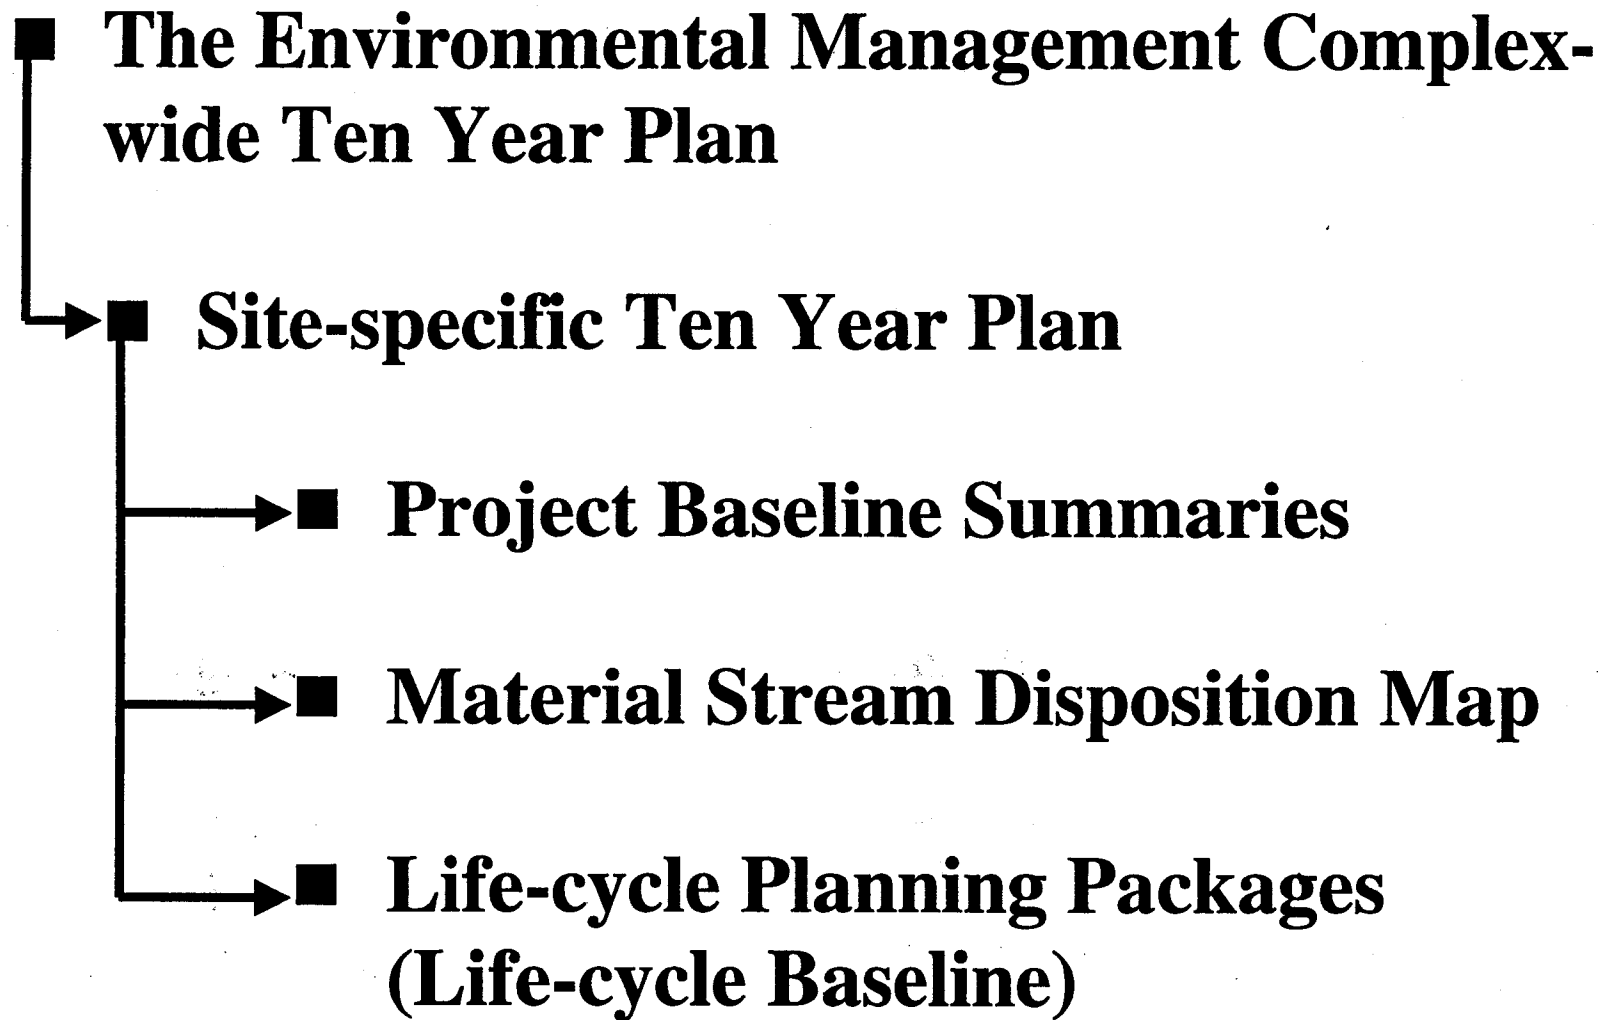 The Environmental Management Complex-
wide Ten Year Plan
Site-specific Ten Year Plan
Project Baseline Summaries
Material Stream Disposition Map
Life-cycle Planning Packages
(Life-cycle Baseline)